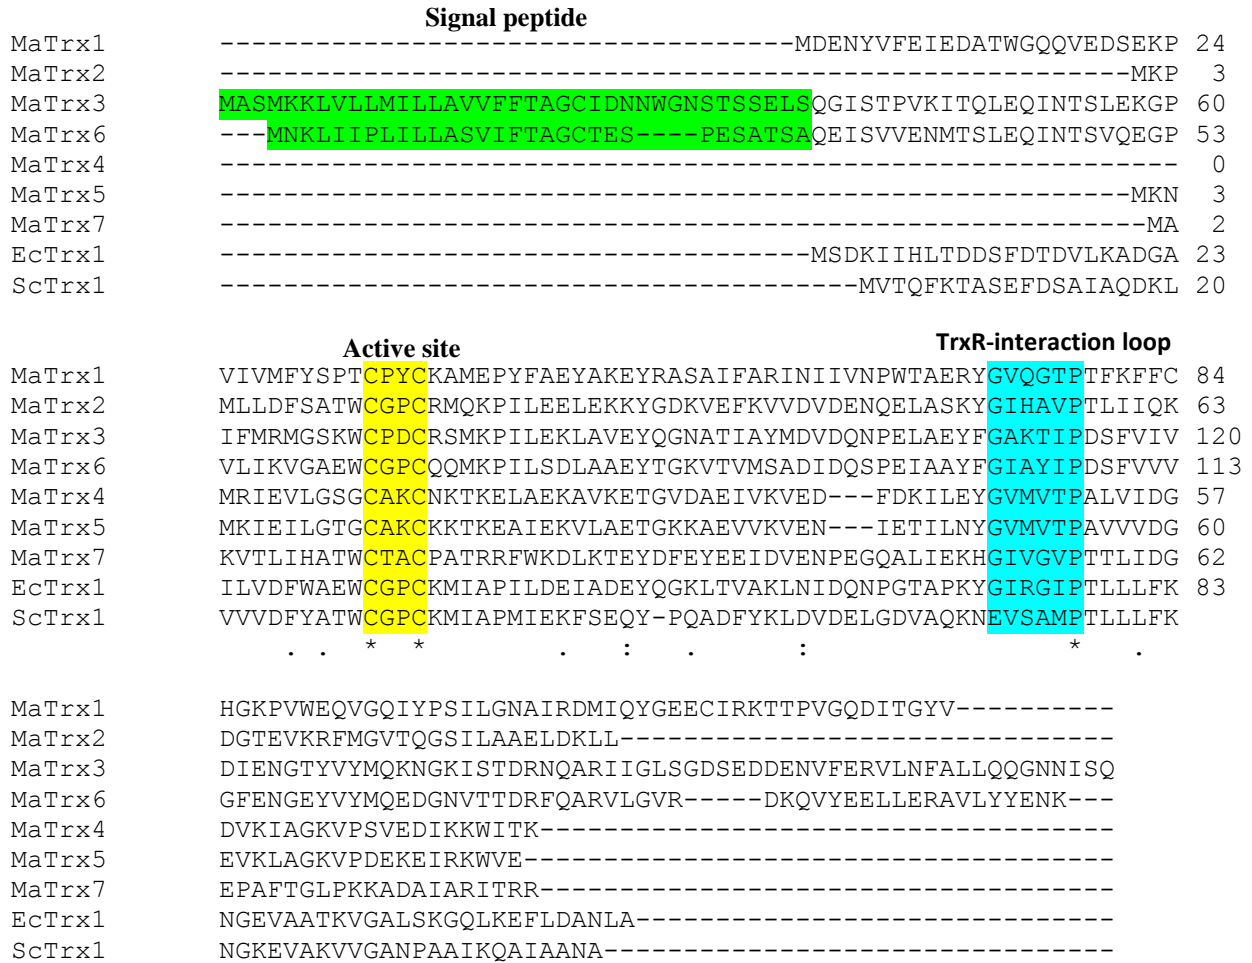 Signal peptide
MaTrx1 ------------------------------------MDENYVFEIEDATWGQQVEDSEKP 24
MaTrx2 ---------------------------------------------------------MKP 3
MaTrx3 MASMKKLVLLMILLAVVFFTAGCIDNNWGNSTSSELSQGISTPVKITQLEQINTSLEKGP 60
MaTrx6 ---MNKLIIPLILLASVIFTAGCTES----PESATSAQEISVVENMTSLEQINTSVQEGP 53
MaTrx4 ------------------------------------------------------------ 0
MaTrx5 ---------------------------------------------------------MKN 3
MaTrx7 ----------------------------------------------------------MA 2
EcTrx1 -------------------------------------MSDKIIHLTDDSFDTDVLKADGA 23
ScTrx1 ----------------------------------------MVTQFKTASEFDSAIAQDKL 20
Active site TrxR-interaction loop
MaTrx1 VIVMFYSPTCPYCKAMEPYFAEYAKEYRASAIFARINIIVNPWTAERYGVQGTPTFKFFC 84
MaTrx2 MLLDFSATWCGPCRMQKPILEELEKKYGDKVEFKVVDVDENQELASKYGIHAVPTLIIQK 63
MaTrx3 IFMRMGSKWCPDCRSMKPILEKLAVEYQGNATIAYMDVDQNPELAEYFGAKTIPDSFVIV 120
MaTrx6 VLIKVGAEWCGPCQQMKPILSDLAAEYTGKVTVMSADIDQSPEIAAYFGIAYIPDSFVVV 113
MaTrx4 MRIEVLGSGCAKCNKTKELAEKAVKETGVDAEIVKVED---FDKILEYGVMVTPALVIDG 57
MaTrx5 MKIEILGTGCAKCKKTKEAIEKVLAETGKKAEVVKVEN---IETILNYGVMVTPAVVVDG 60
MaTrx7 KVTLIHATWCTACPATRRFWKDLKTEYDFEYEEIDVENPEGQALIEKHGIVGVPTTLIDG 62
EcTrx1 ILVDFWAEWCGPCKMIAPILDEIADEYQGKLTVAKLNIDQNPGTAPKYGIRGIPTLLLFK 83
ScTrx1 VVVDFYATWCGPCKMIAPMIEKFSEQY-PQADFYKLDVDELGDVAQKNEVSAMPTLLLFK
. . * * . : . : * .
MaTrx1 HGKPVWEQVGQIYPSILGNAIRDMIQYGEECIRKTTPVGQDITGYV----------
MaTrx2 DGTEVKRFMGVTQGSILAAELDKLL-------------------------------
MaTrx3 DIENGTYVYMQKNGKISTDRNQARIIGLSGDSEDDENVFERVLNFALLQQGNNISQ
MaTrx6 GFENGEYVYMQEDGNVTTDRFQARVLGVR-----DKQVYEELLERAVLYYENK---
MaTrx4 DVKIAGKVPSVEDIKKWITK------------------------------------
MaTrx5 EVKLAGKVPDEKEIRKWVE-------------------------------------
MaTrx7 EPAFTGLPKKADAIARITRR------------------------------------
EcTrx1 NGEVAATKVGALSKGQLKEFLDANLA------------------------------
ScTrx1 NGKEVAKVVGANPAAIKQAIAANA--------------------------------